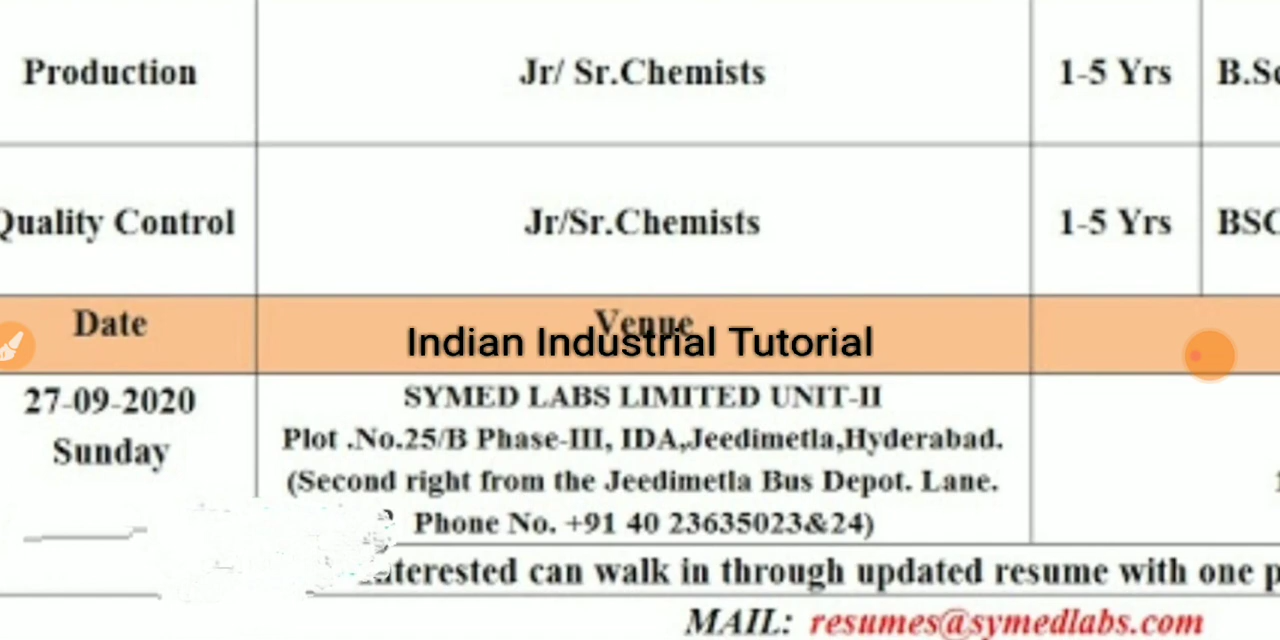 Production Jr/ Sr.Chemists 1-5 Yrs
Quality Control Jr/Sr.Chemists 1-5 Yrs
Date Venue
Indian Industrial Tutorial
27-09-2020
Sunday
SYMED LABS LIMITED UNIT-II
Plot .No.25/B Phase-III, IDA,Jeedimetla,Hyderabad.
(Second right from the Jeedimetla Bus Depot. Lane.
Phone No. +91 40 23635023&24)
can walk in through updated resume with one
MAIL: resumes@symedlabs.com